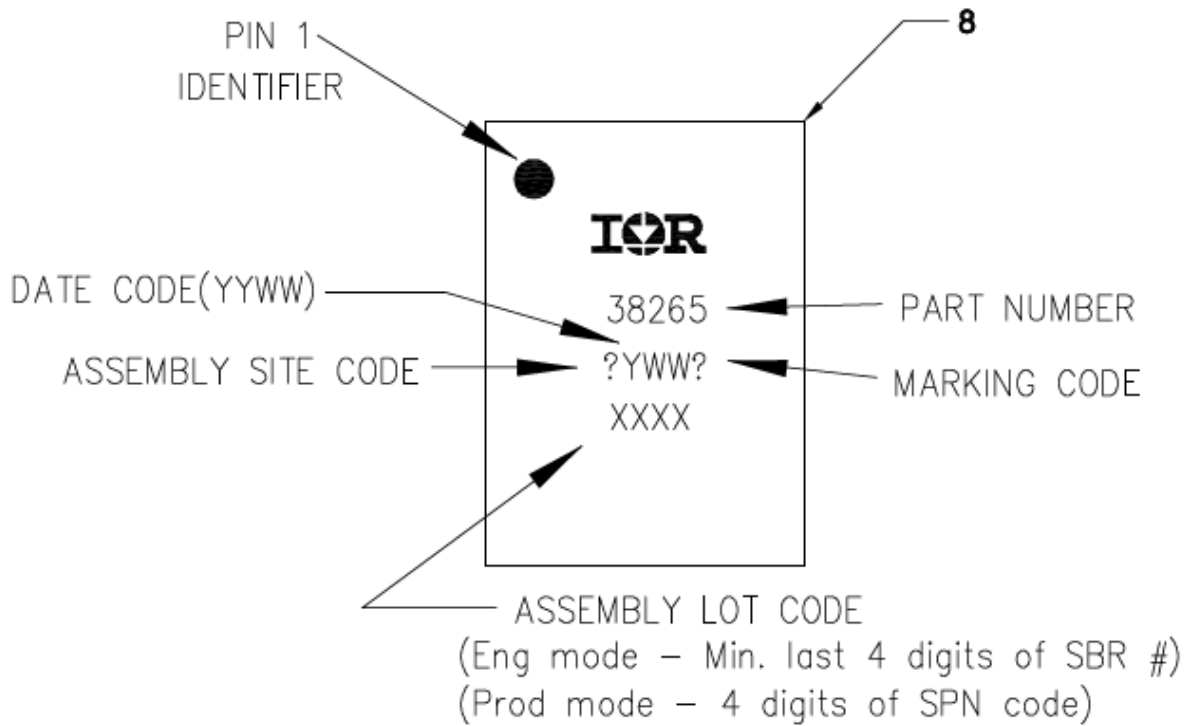 PIN 1
IDENTIFIER
8
IOR
DATE CODE(YYWW)
38265
PART NUMBER
ASSEMBLY SITE CODE
?YWW?
MARKING CODE
XXXX
ASSEMBLY LOT CODE
(Eng mode – Min. last 4 digits of SBR #)
(Prod mode – 4 digits of SPN code)